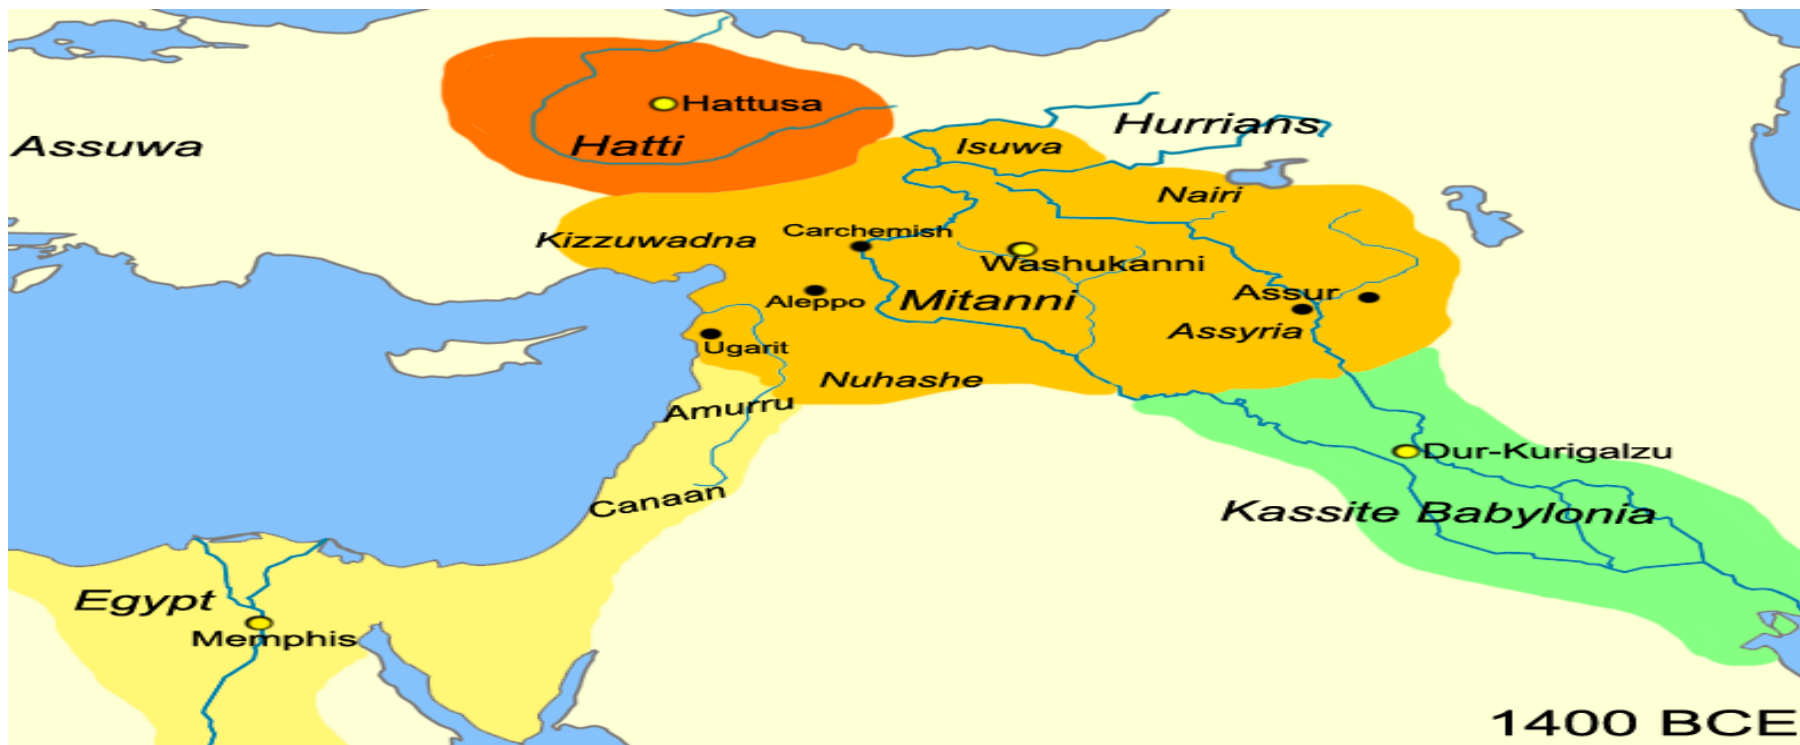 Hattusa
Hatti
Assuwa
Hurrians
Isuwa
Nairi
Kizzuwadna
Carchemish
Washukanni
Aleppo
Mitanni
Assur
Assyria
Ugarit
Nuhashe
Amurru
Canaan
Dur-Kurigalzu
Kassite Babylonia
Egypt
Memphis
1400 BCE